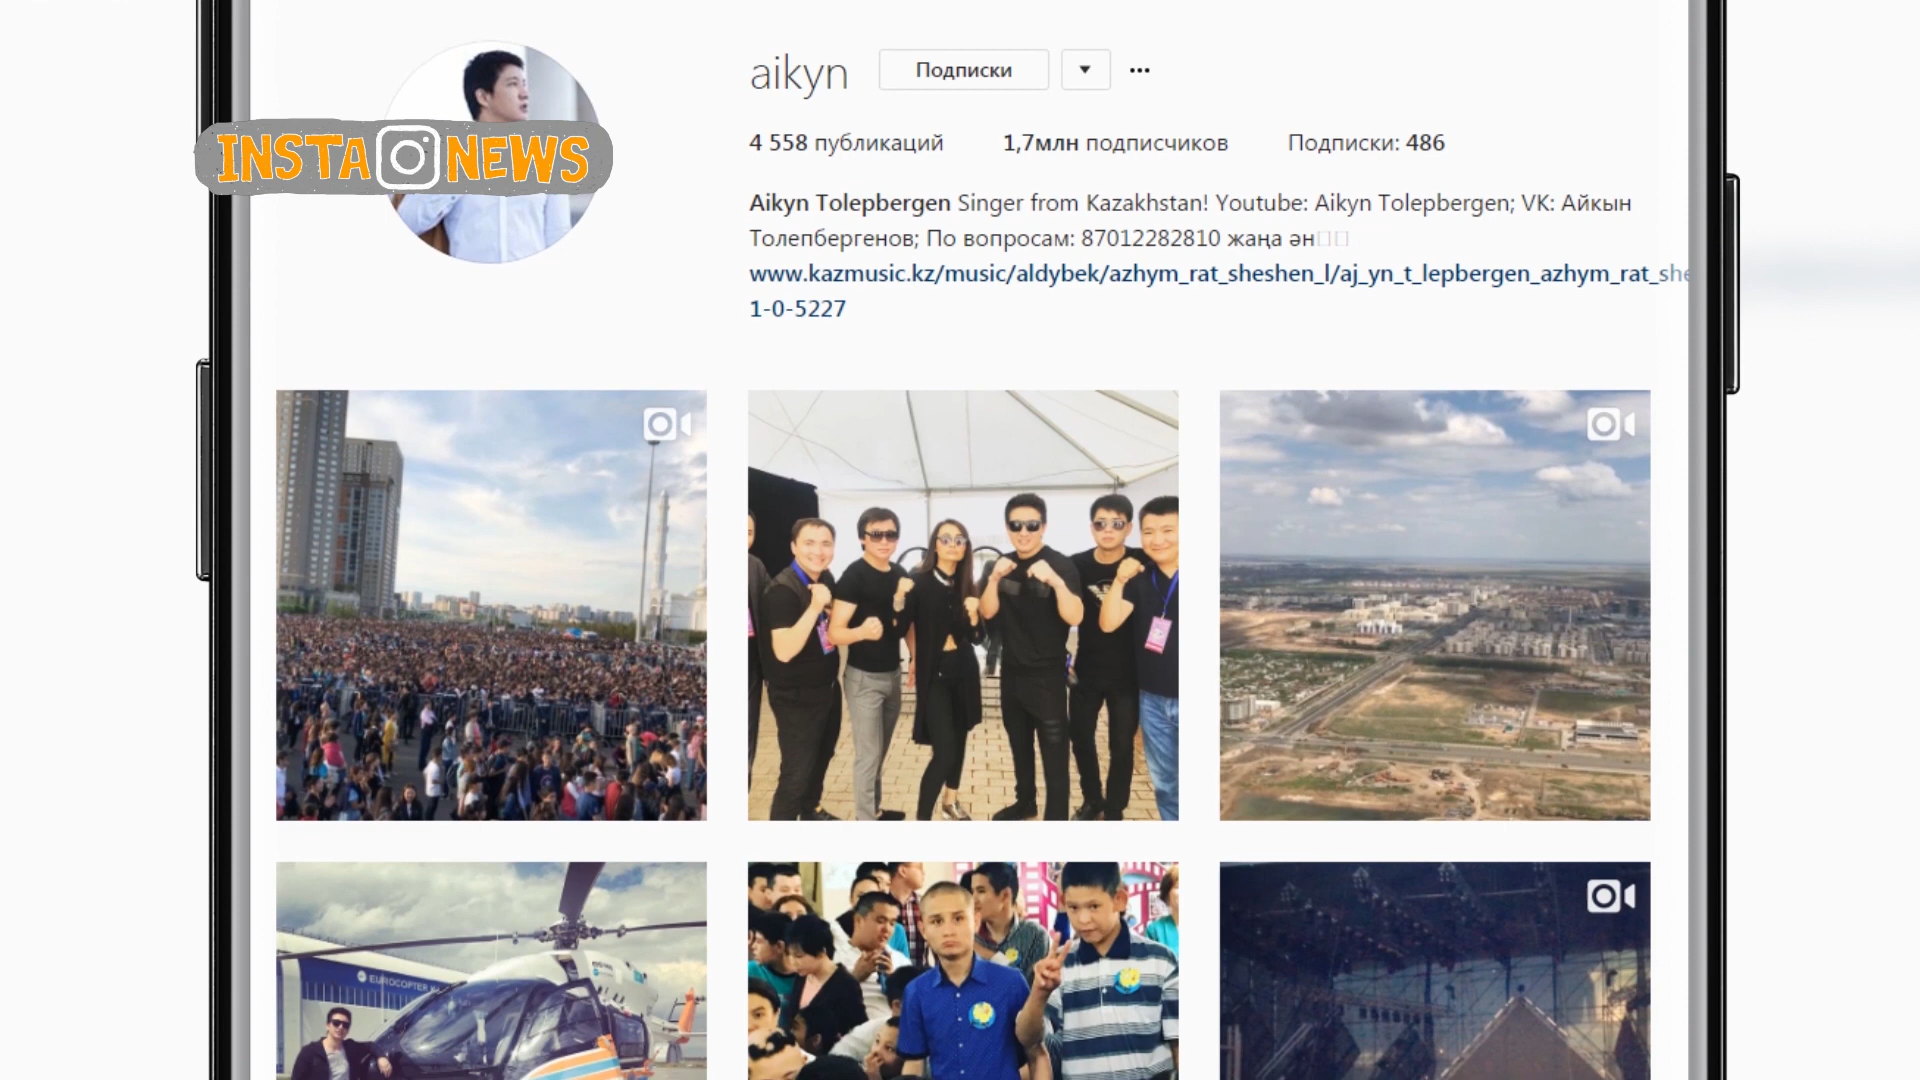 aikyn Подписки
INSTA NEWS
4 558 публикаций 1,7млн подписчиков Подписки: 486
Aikyn Tolepbergen Singer from Kazakhstan! Youtube: Aikyn Tolepbergen; VK: Айкын
Толепбергенов; По вопросам: 87012282810 жаңа ән
www.kazmusic.kz/music/aldybek/azhym_rat_sheshen_l/aj_yn_t_lepbergen_azhym_rat_she
1-0-5227
EUROCOPTER